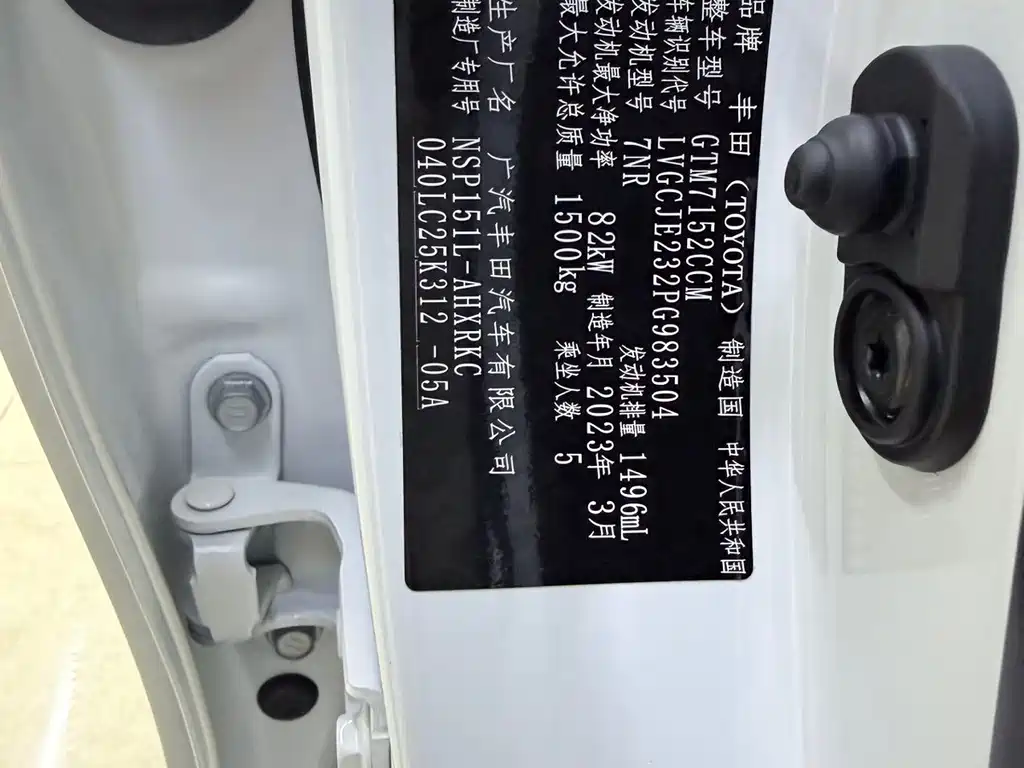 品牌 丰田 (TOYOTA) 制造国 中华人民共和国
整车型号 GTM7152CCM
车辆识别代号 LVGCJE232PG983504
发动机型号 7NR 发动机排量 1496mL
发动机最大净功率 82kW 制造年月 2023年 3月
最大允许总质量 1500kg 乘坐人数 5
生产厂名 广汽丰田汽车有限公司
制造厂专用号 NSP151L-AHXRKC
040LC25K312 -05A